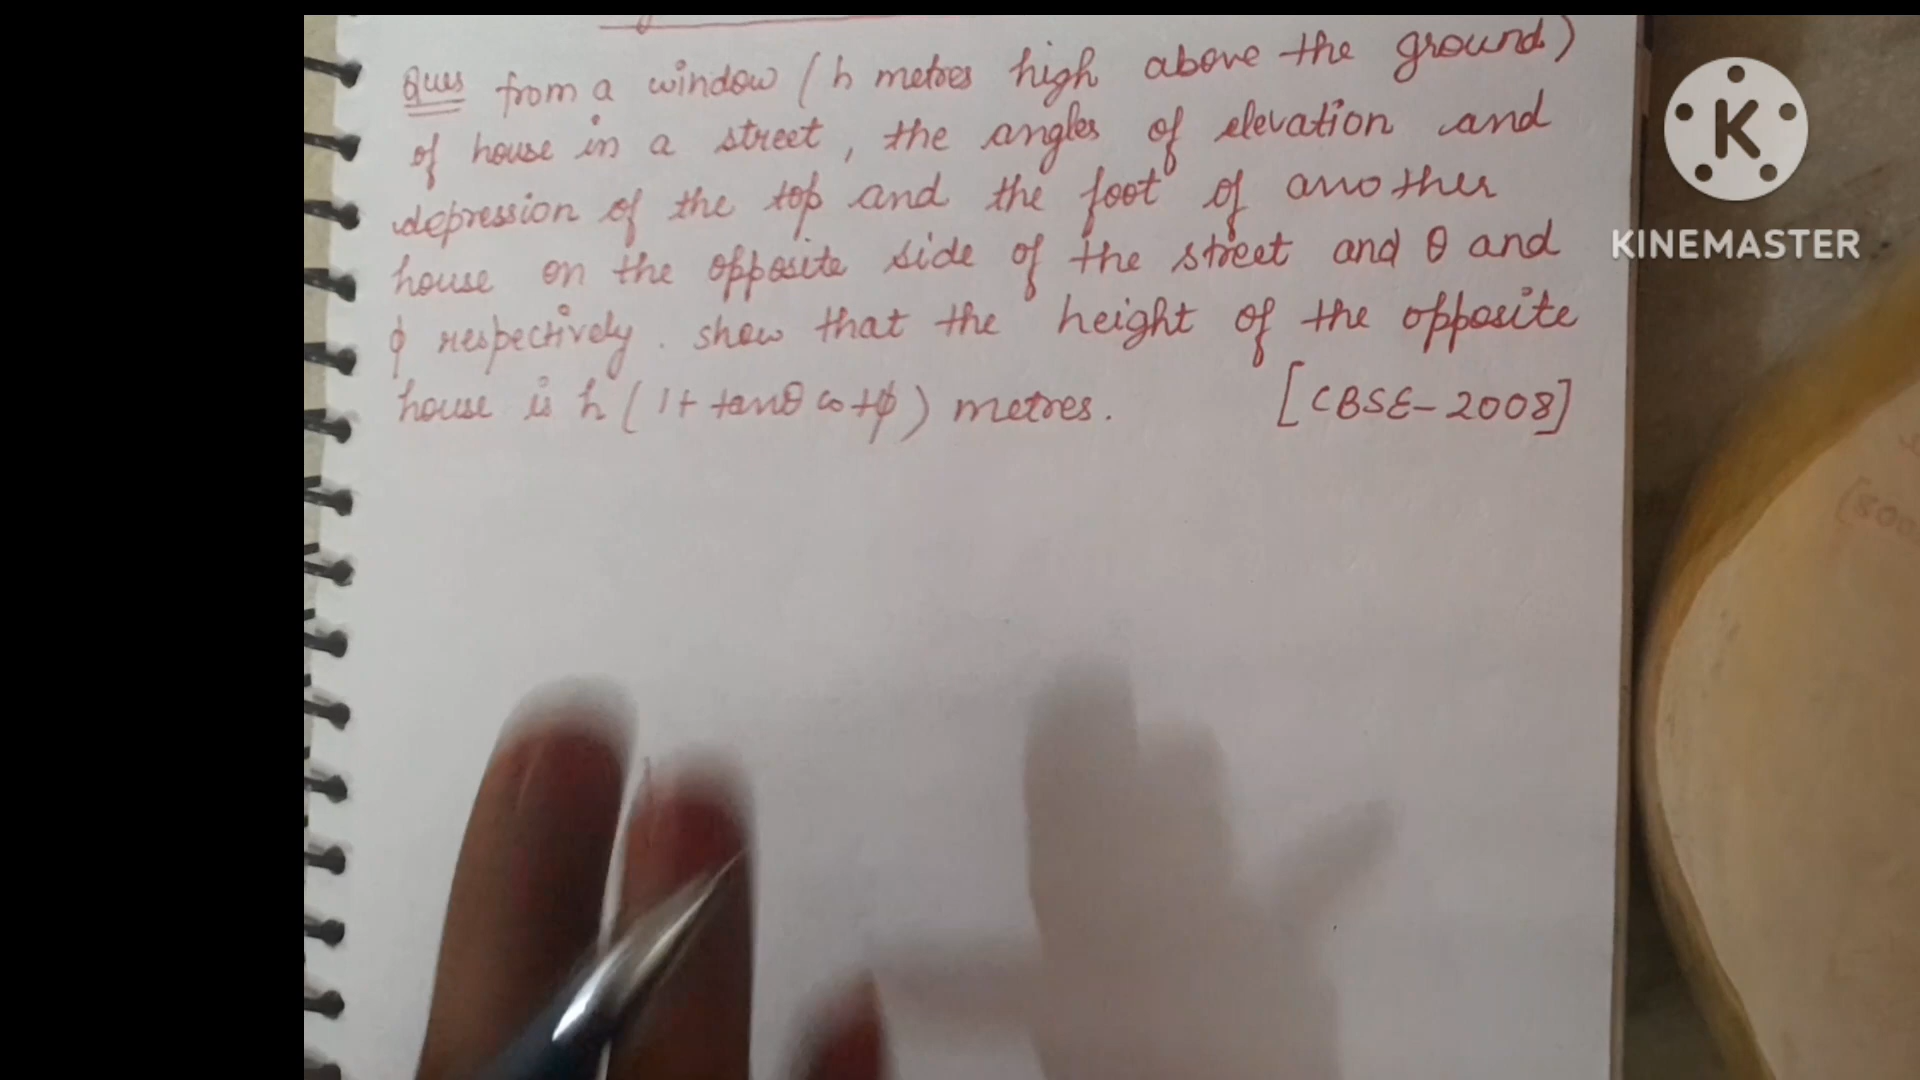 Ques from a window (h metres high above the ground)
of house in a street, the angles of elevation and
depression of the top and the foot of another
house on the opposite side of the street and θ and
ϕ respectively. show that the height of the opposite
house is h (1+ tanθ cotϕ) metres. [CBSE-2008]
K
KINEMASTER